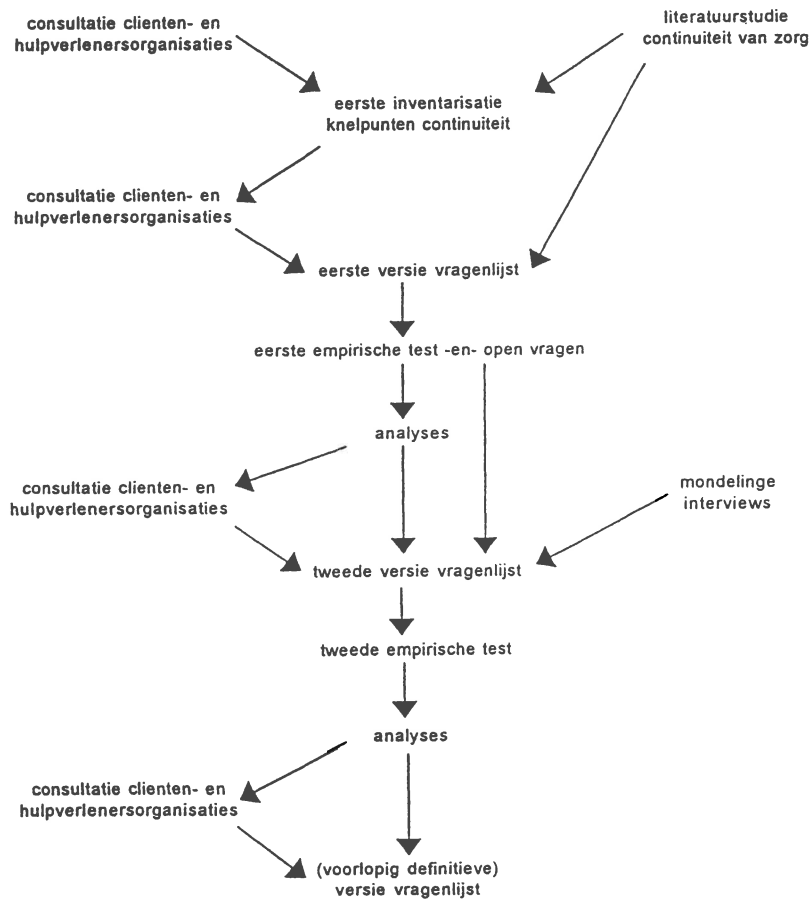 consultatie clienten- en
hulpverlenersorganisaties
literatuurstudie
continuiteit van zorg
eerste inventarisatie
knelpunten continuiteit
consultatie clienten- en
hulpverlenersorganisaties
eerste versie vragenlijst
eerste empirische test -en- open vragen
analyses
consultatie clienten- en
hulpverlenersorganisaties
mondelinge
interviews
tweede versie vragenlijst
tweede empirische test
analyses
consultatie clienten- en
hulpverlenersorganisaties
(voorlopig definitieve)
versie vragenlijst